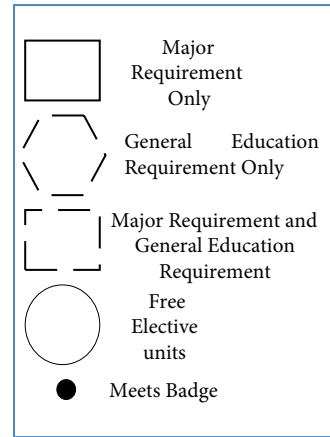 Major
Requirement
Only
General Education
Requirement Only
Major Requirement and
General Education
Requirement
Free
Elective
units
Meets Badge